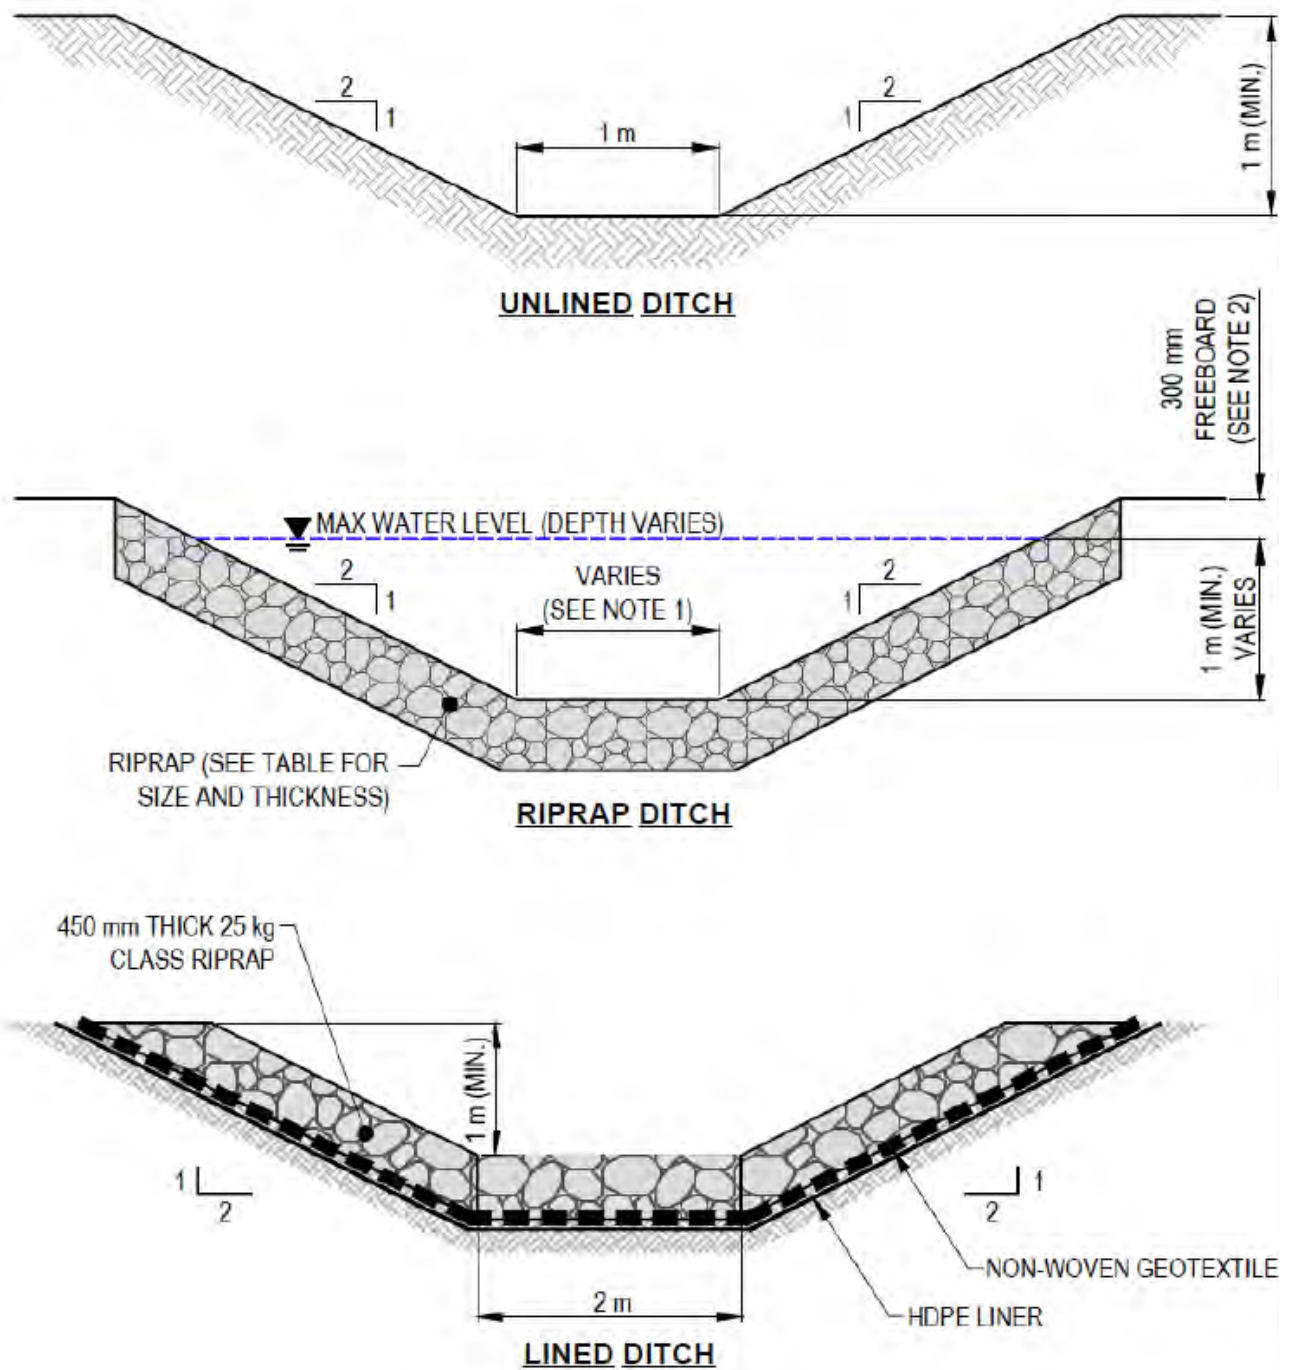 2
1
1 m
2
1
1 m (MIN.)
UNLINED DITCH
300 mm
FREEBOARD
(SEE NOTE 2)
MAX WATER LEVEL (DEPTH VARIES)
2
1
VARIES
(SEE NOTE 1)
2
1
1 m (MIN.)
VARIES
RIPRAP (SEE TABLE FOR
SIZE AND THICKNESS)
RIPRAP DITCH
450 mm THICK 25 kg
CLASS RIPRAP
1 m (MIN.)
1
2
1
2
NON-WOVEN GEOTEXTILE
HDPE LINER
2 m
LINED DITCH